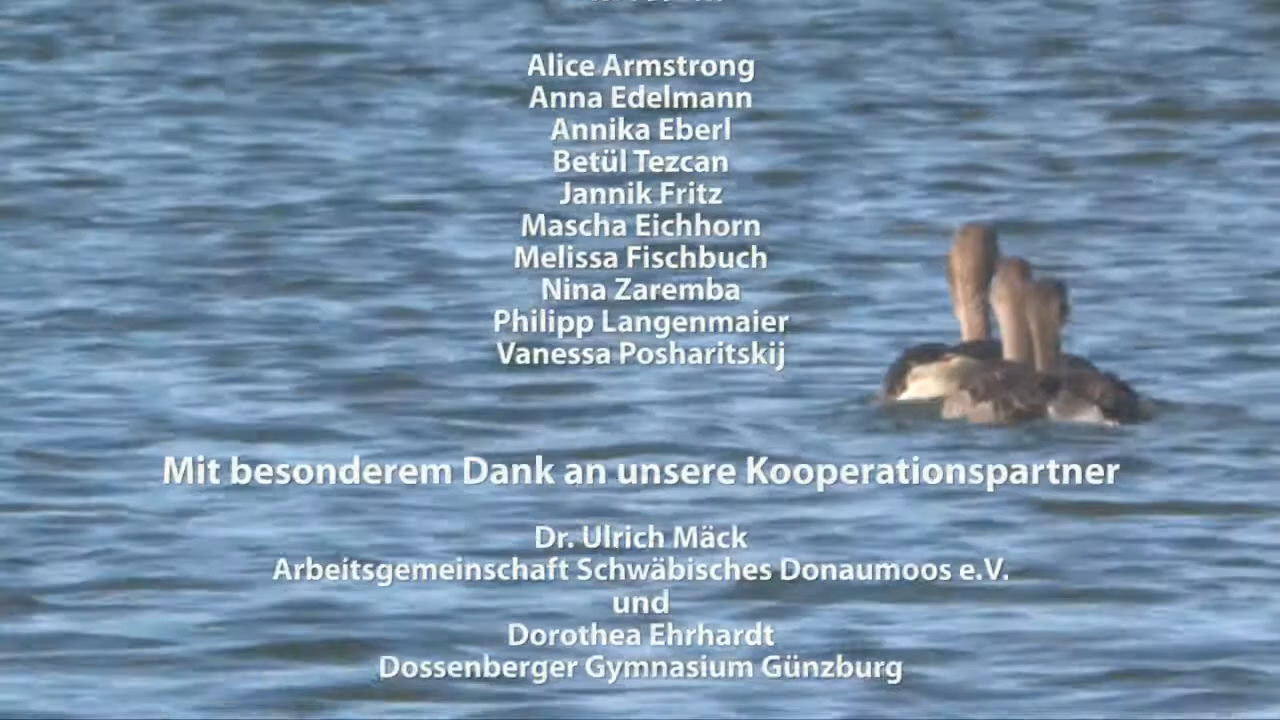 Alice Armstrong
Anna Edelmann
Annika Eberl
Betül Tezcan
Jannik Fritz
Mascha Eichhorn
Melissa Fischbuch
Nina Zaremba
Philipp Langenmaier
Vanessa Posharitskij
Mit besonderem Dank an unsere Kooperationspartner
Dr. Ulrich Mäck
Arbeitsgemeinschaft Schwäbisches Donaumoos e.V.
und
Dorothea Ehrhardt
Dossenberger Gymnasium Günzburg